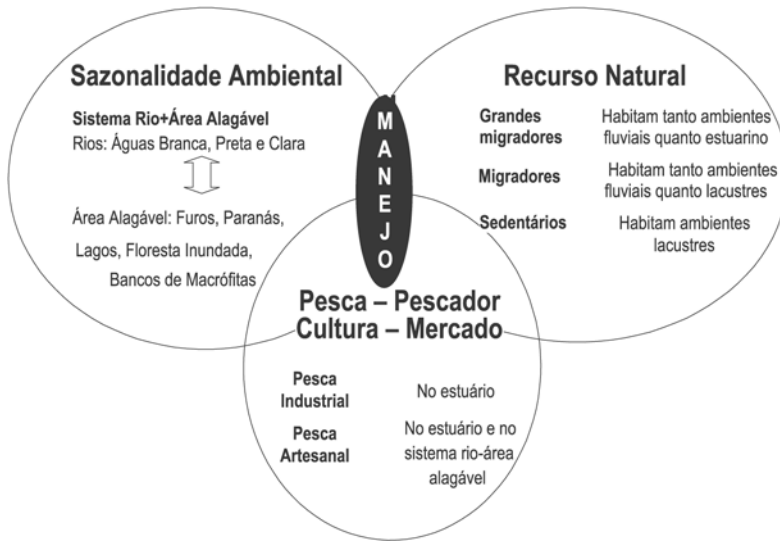 Sazonalidade Ambiental
Sistema Rio+Área Alagável
Rios: Águas Branca, Preta e Clara
Área Alagável: Furos, Paranás,
Lagos, Floresta Inundada,
Bancos de Macrófitas
MANEJO
Recurso Natural
Grandes migradores
Habitam tanto ambientes
fluviais quanto estuarino
Migradores
Habitam tanto ambientes
fluviais quanto lacustres
Sedentários
Habitam ambientes
lacustres
Pesca – Pescador
Cultura – Mercado
Pesca
Industrial
No estuário
Pesca
Artesanal
No estuário e no
sistema rio-área
alagável